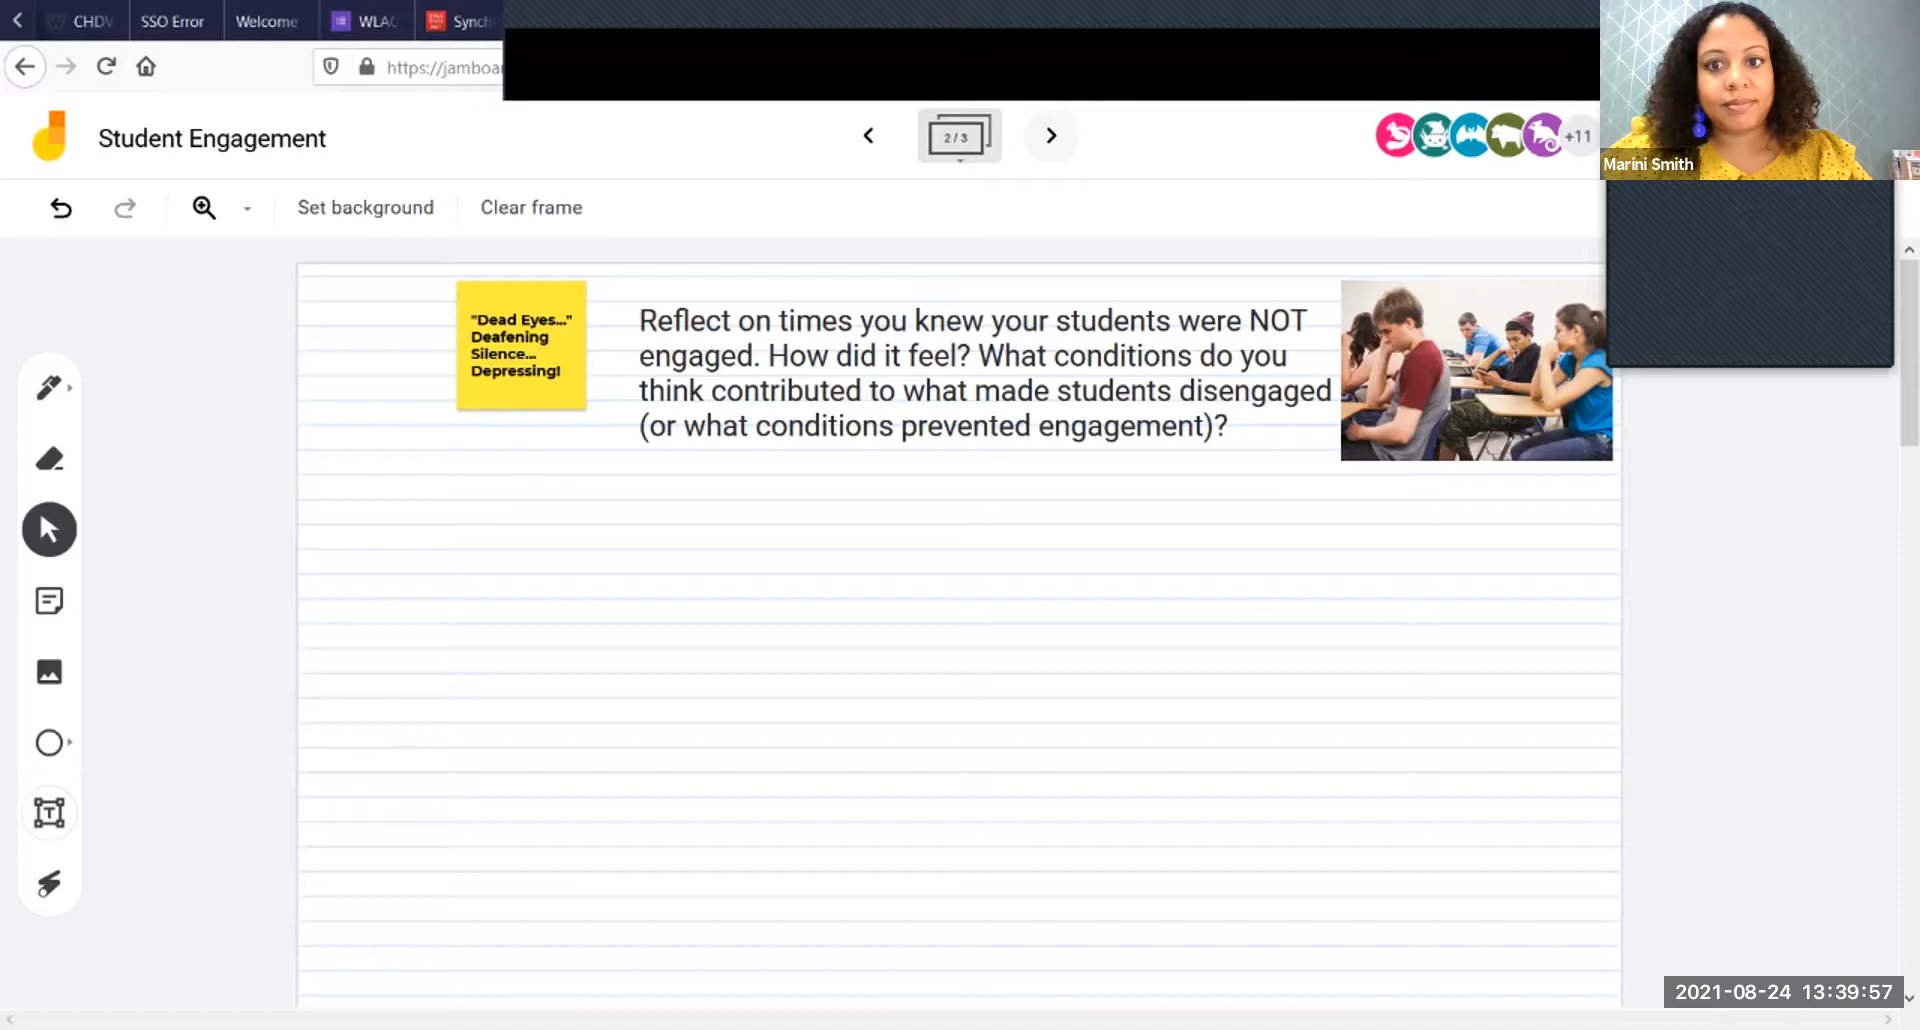 CHDV
SSO Error
Welcome
WLAC
Synch
https://jamboar
Student Engagement
2 / 3
+11
Marini Smith
Set background
Clear frame
"Dead Eyes..."
Deafening
Silence...
Depressing!
Reflect on times you knew your students were NOT
engaged. How did it feel? What conditions do you
think contributed to what made students disengaged
(or what conditions prevented engagement)?
2021-08-24 13:39:57